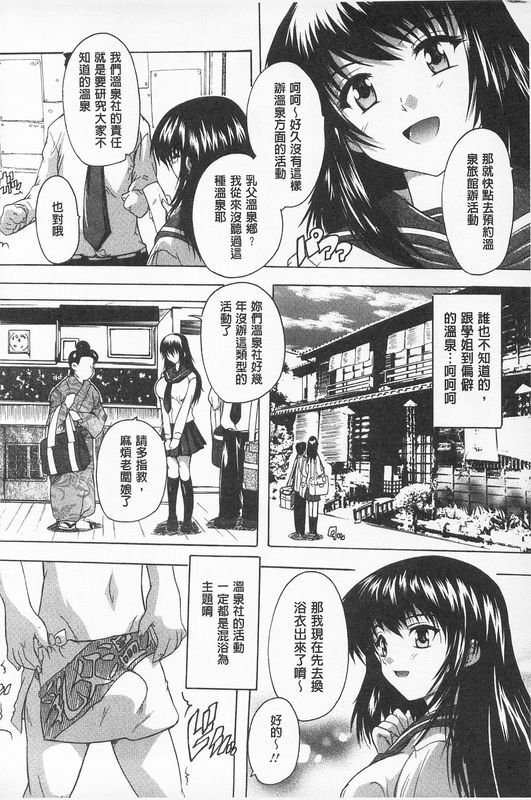 呵呵～好久沒有這樣
辦溫泉方面的活動
那就快點去預約溫
泉旅館辦活動
我們溫泉社的責任
就是要研究大家不
知道的溫泉
乳父溫泉鄉？
我從來沒聽過這
種溫泉耶
也對哦
誰也不知道的，
跟學姐到偏僻
的溫泉…呵呵呵
妳們溫泉社好幾
年沒辦這類型的
活動了
請多指教，
麻煩老闆娘了
那我現在先去換
浴衣出來了唷～
好的～!!
溫泉社的活動
一定都是混浴為
主題唷